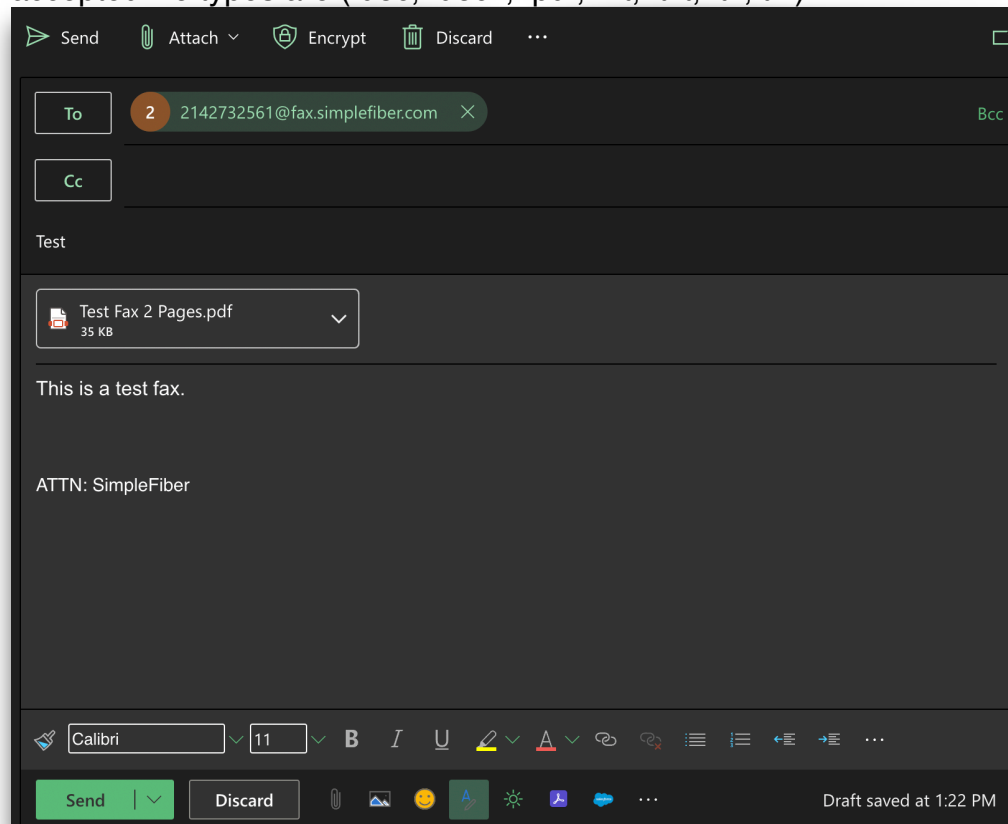 Send Attach Encrypt Discard ...
To 2 2142732561@fax.simplefiber.com Bcc
Cc
Test
Test Fax 2 Pages.pdf
35 KB
This is a test fax.
ATTN: SimpleFiber
Calibri 11 B I U A ...
Send Discard ... Draft saved at 1:22 PM